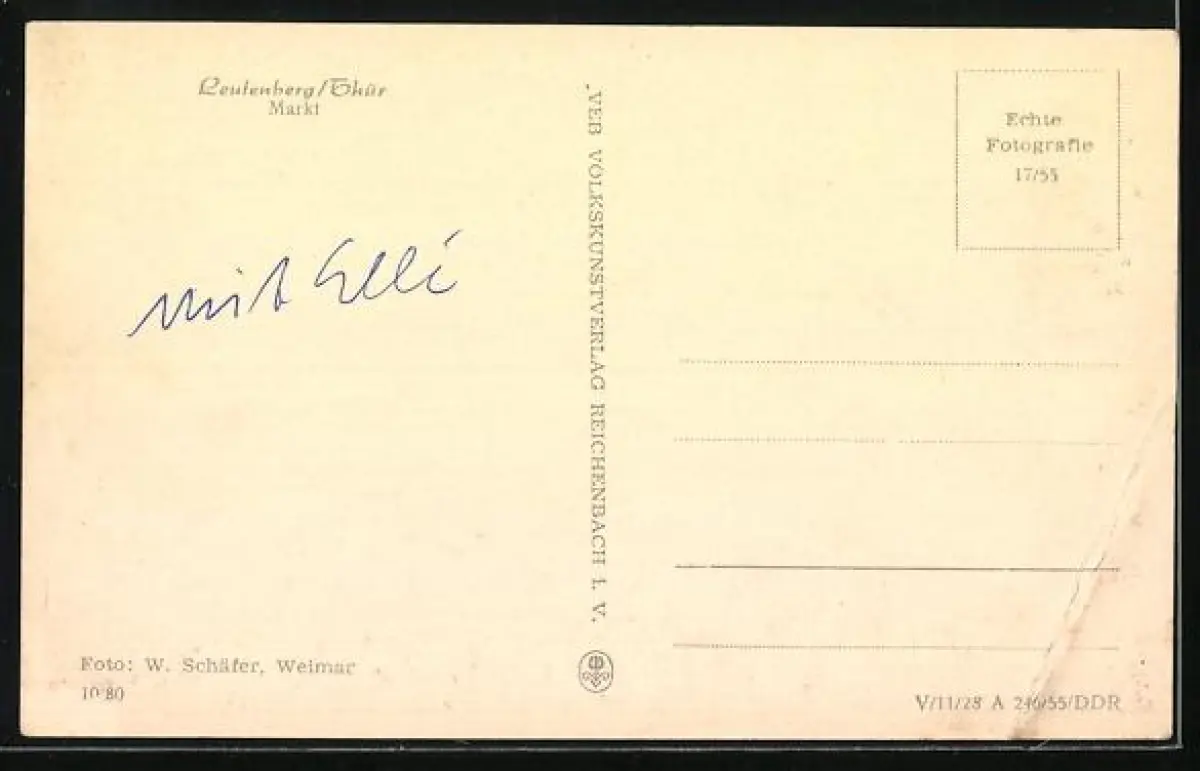 Leutenberg/Thür
Markt
mit Elli
Foto: W. Schäfer, Weimar
10 80
VEB VOLKSKUNSTVERLAG REICHENBACH i. V.
Echte
Fotografie
17/55
V/11/28 A 246/55/DDR